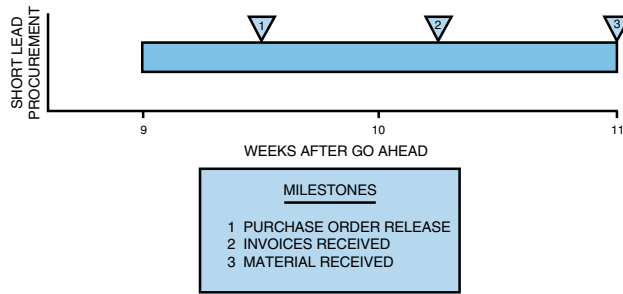 1 2 3
SHORT LEAD
PROCUREMENT
9 10 11
WEEKS AFTER GO AHEAD
MILESTONES
1 PURCHASE ORDER RELEASE
2 INVOICES RECEIVED
3 MATERIAL RECEIVED